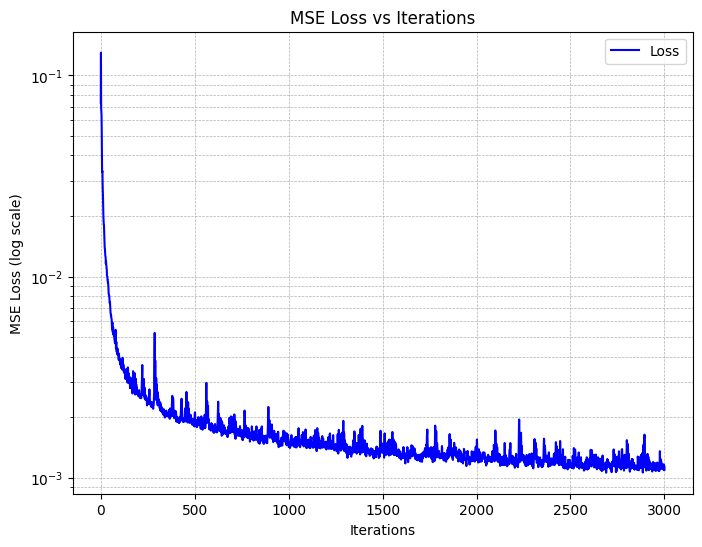 MSE Loss vs Iterations
Loss
MSE Loss (log scale)
10⁻¹
10⁻²
10⁻³
0 500 1000 1500 2000 2500 3000
Iterations